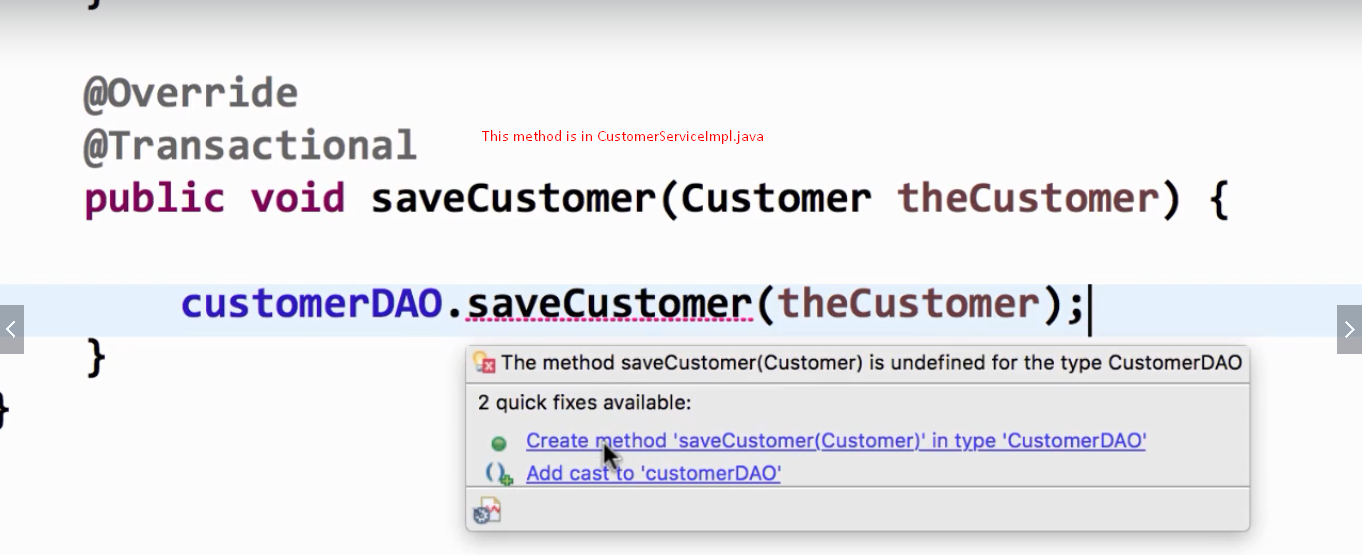 }
@Override
@Transactional
This method is in CustomerServiceImpl.java
public void saveCustomer(Customer theCustomer) {
customerDAO.saveCustomer(theCustomer);
}
The method saveCustomer(Customer) is undefined for the type CustomerDAO
}
2 quick fixes available:
Create method 'saveCustomer(Customer)' in type 'CustomerDAO'
Add cast to 'customerDAO'